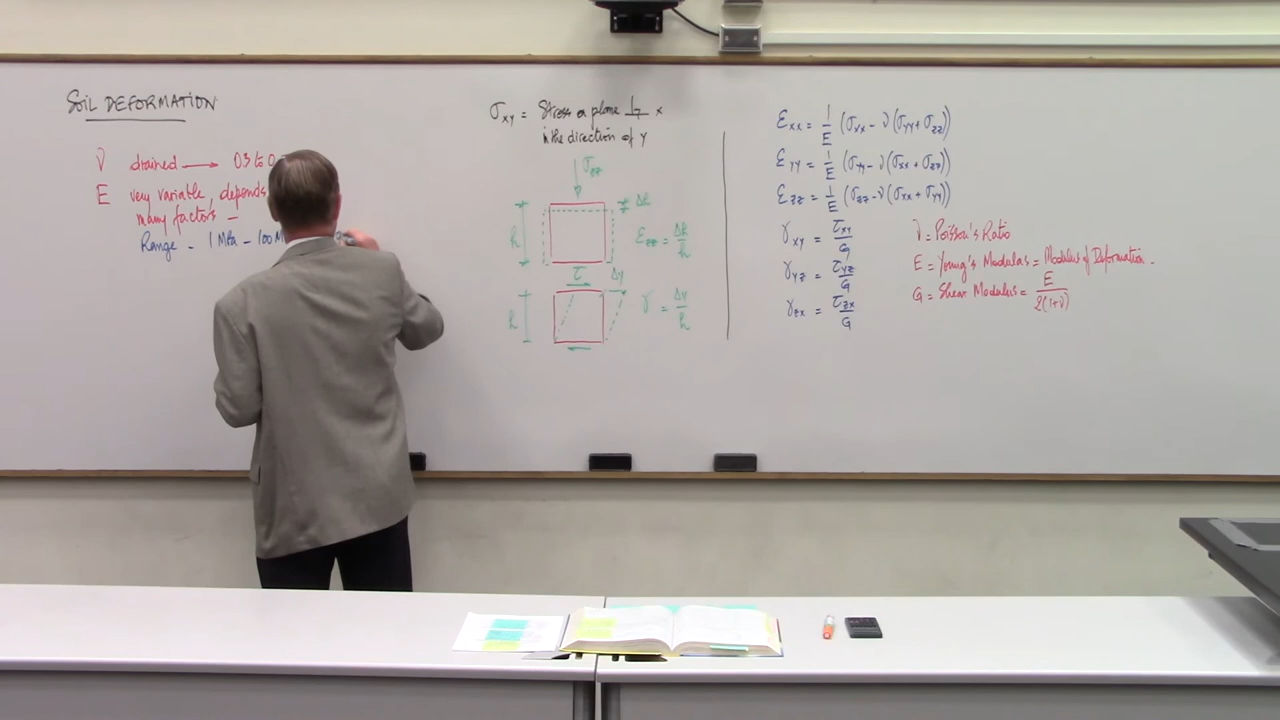 SOIL DEFORMATION
ν drained → 0.3 to 0.
E very variable, depends
many factors –
Range – 1 MPa – 100 M
σxy = Stress on plane ⊥ x
in the direction of y
σzz
Δh
h
εzz = Δh/h
τ Δy
h
γ = Δy/h
εxx = 1/E (σxx - ν(σyy + σzz))
εyy = 1/E (σyy - ν(σxx + σzz))
εzz = 1/E (σzz - ν(σxx + σyy))
γxy = τxy/G
γyz = τyz/G
γzx = τzx/G
ν = Poisson's Ratio
E = Young's Modulus = Modulus of Deformation –
G = Shear Modulus = E/2(1+ν)